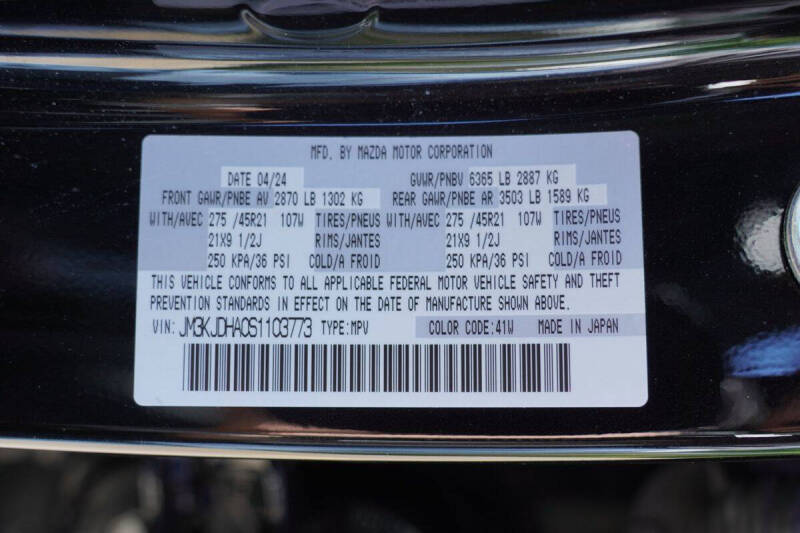 MFD. BY MAZDA MOTOR CORPORATION
DATE 04/24 GVWR/PNBV 6365 LB 2887 KG
FRONT GAWR/PNBE AV 2870 LB 1302 KG REAR GAWR/PNBE AR 3503 LB 1589 KG
WITH/AVEC 275 /45R21 107W TIRES/PNEUS WITH/AVEC 275 /45R21 107W TIRES/PNEUS
21X9 1/2J RIMS/JANTES 21X9 1/2J RIMS/JANTES
250 KPA/36 PSI COLD/A FROID 250 KPA/36 PSI COLD/A FROID
THIS VEHICLE CONFORMS TO ALL APPLICABLE FEDERAL MOTOR VEHICLE SAFETY AND THEFT
PREVENTION STANDARDS IN EFFECT ON THE DATE OF MANUFACTURE SHOWN ABOVE.
VIN: JM3KJDHA0S1103773 TYPE: MPV COLOR CODE: 41W MADE IN JAPAN